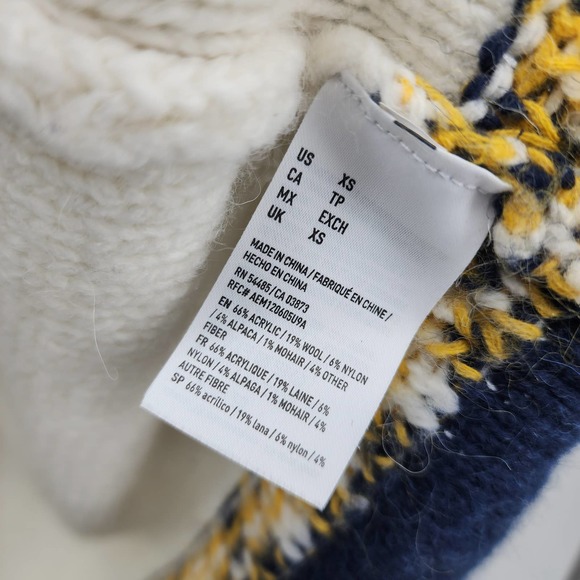 US XS
CA TP
MX EXCH
UK XS
MADE IN CHINA / FABRIQUÉ EN CHINE /
HECHO EN CHINA
RN 54485 / CA 03873
RFC# AEM120605U9A
EN 66% ACRYLIC / 19% WOOL / 6% NYLON
/ 4% ALPACA / 1% MOHAIR / 4% OTHER
FIBER
FR 66% ACRYLIQUE / 19% LAINE / 6%
NYLON / 4% ALPAGA / 1% MOHAIR / 4%
AUTRE FIBRE
SP 66% acrílico / 19% lana / 6% nylon / 4%